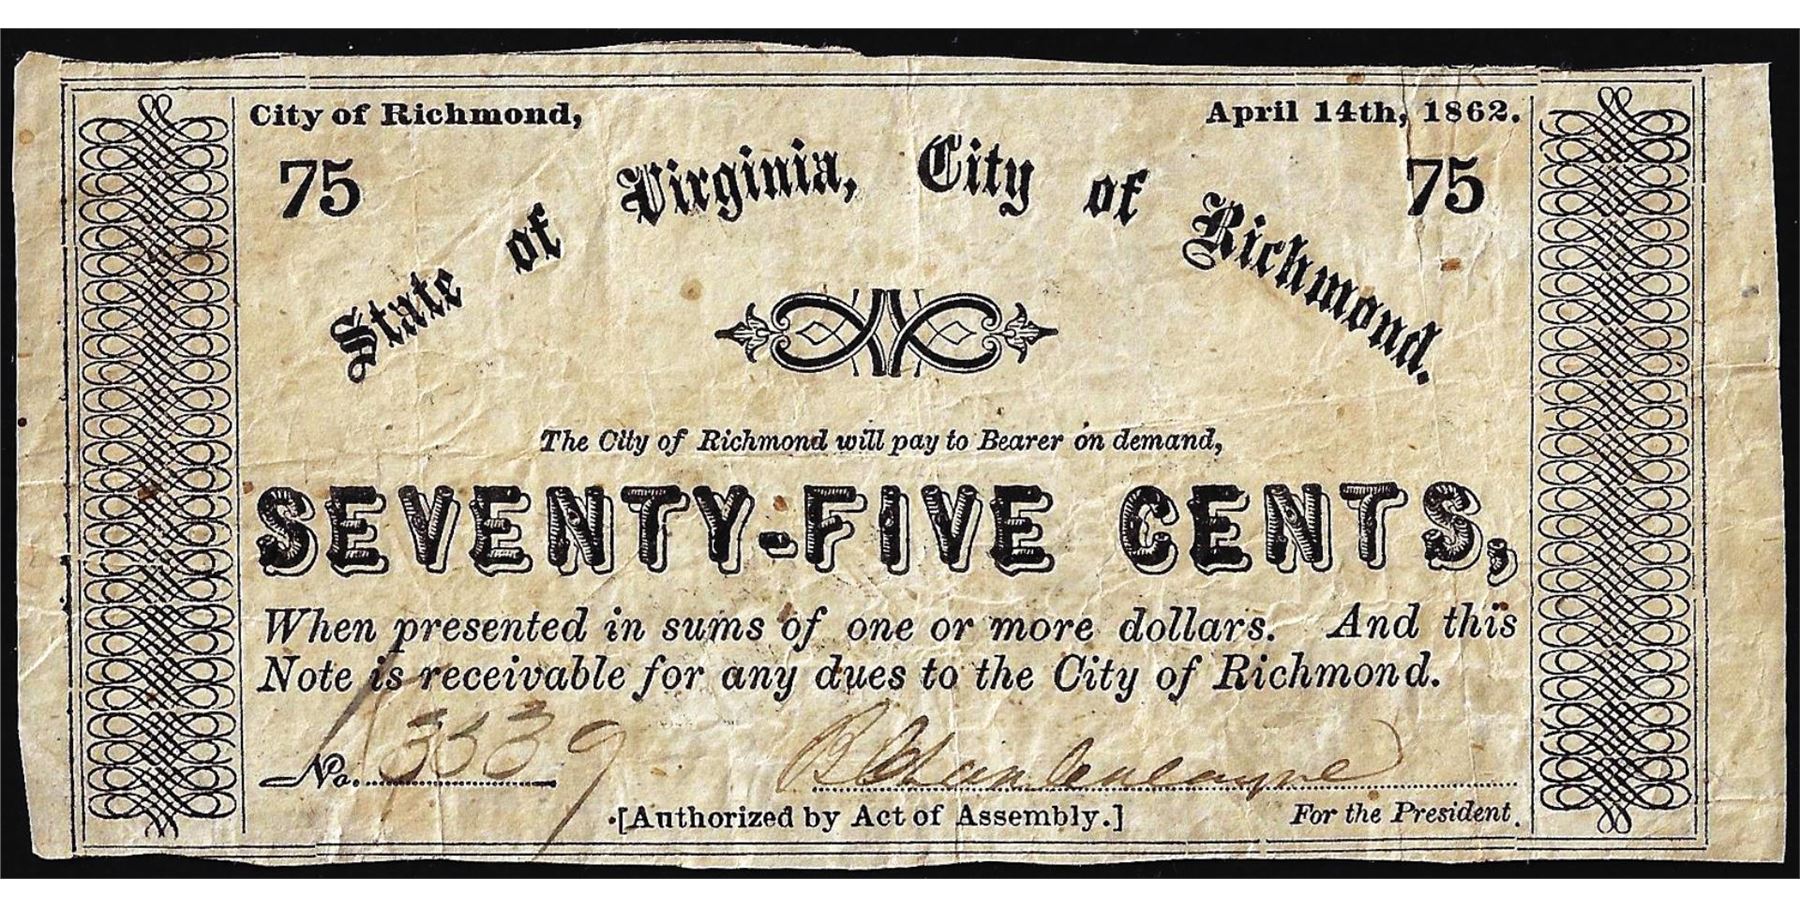 City of Richmond, April 14th, 1862.
75 75
State of Virginia, City of Richmond.
The City of Richmond will pay to Bearer on demand,
SEVENTY-FIVE CENTS,
When presented in sums of one or more dollars. And this
Note is receivable for any dues to the City of Richmond.
No.
[Authorized by Act of Assembly.] For the President.